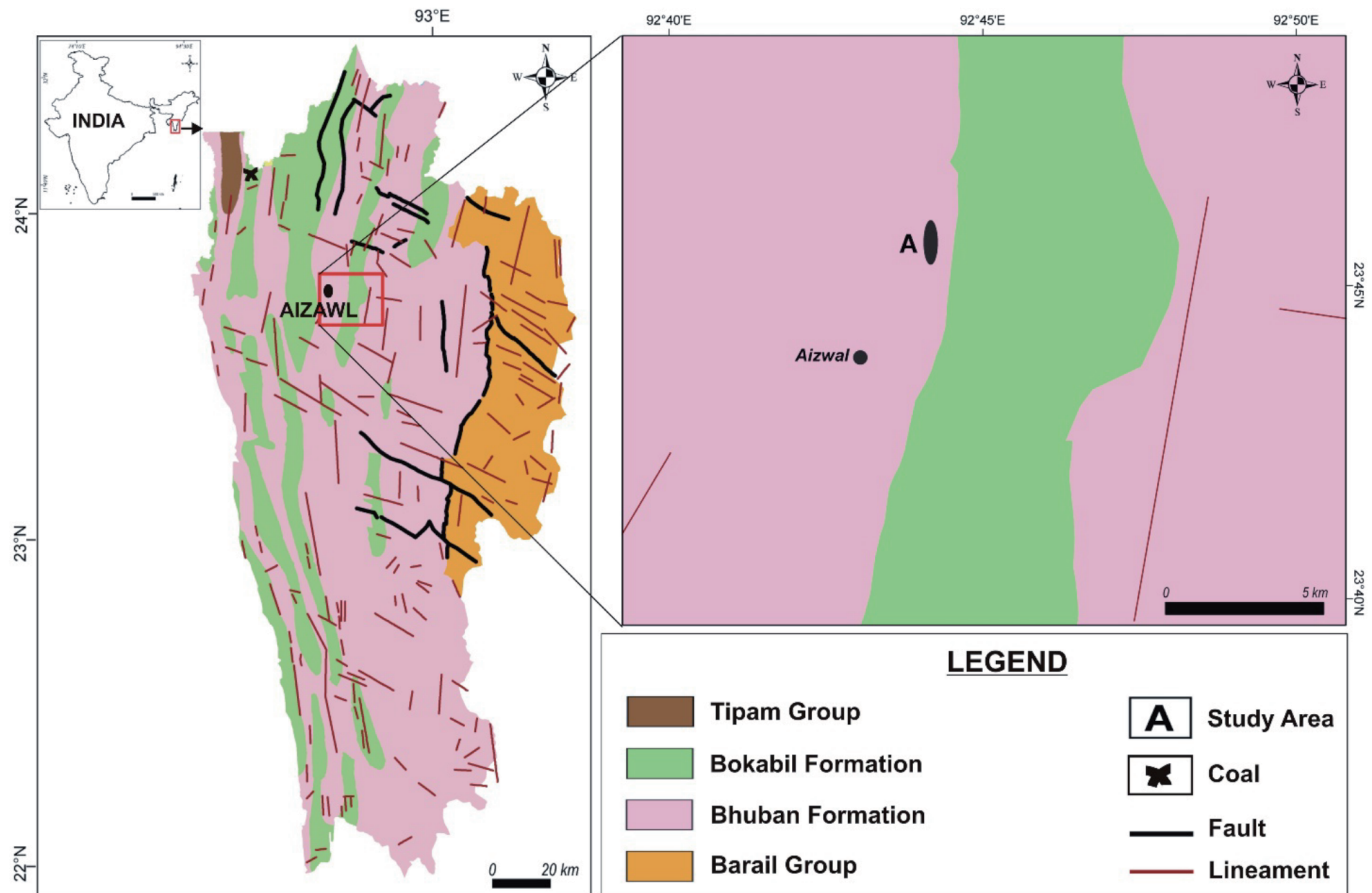 93°E
92°40'E
92°45'E
92°50'E
N
W
E
S
INDIA
24°N
23°N
22°N
AIZAWL
0 20 km
N
W
E
S
A
Aizwal
23°45'N
23°40'N
0 5 km
LEGEND
Tipam Group
Bokabil Formation
Bhuban Formation
Barail Group
A Study Area
Coal
Fault
Lineament